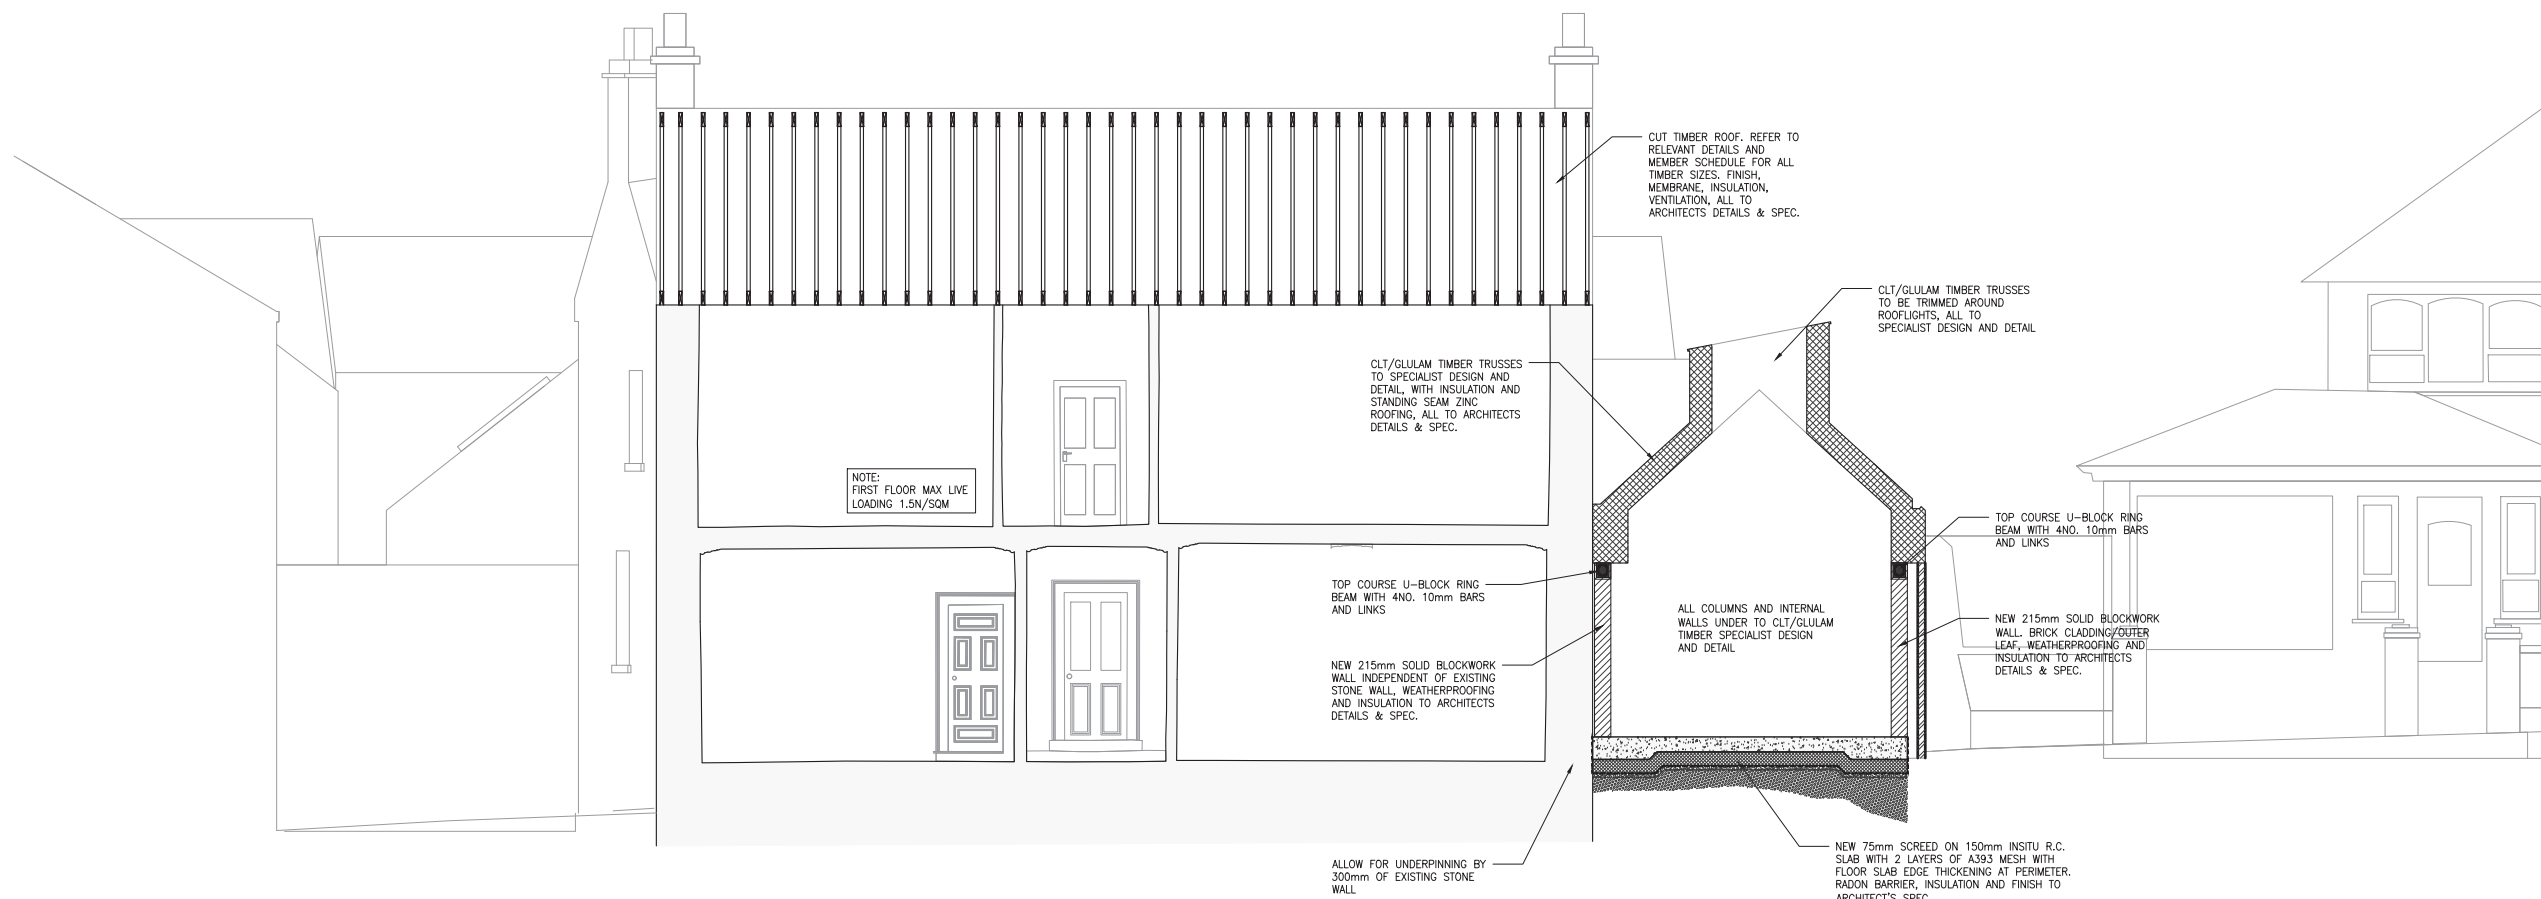 CUT TIMBER ROOF. REFER TO
RELEVANT DETAILS AND
MEMBER SCHEDULE FOR ALL
TIMBER SIZES. FINISH,
MEMBRANE, INSULATION,
VENTILATION, ALL TO
ARCHITECTS DETAILS & SPEC.
CLT/GLULAM TIMBER TRUSSES
TO BE TRIMMED AROUND
ROOFLIGHTS, ALL TO
SPECIALIST DESIGN AND DETAIL
CLT/GLULAM TIMBER TRUSSES
TO SPECIALIST DESIGN AND
DETAIL, WITH INSULATION AND
STANDING SEAM ZINC
ROOFING, ALL TO ARCHITECTS
DETAILS & SPEC.
NOTE:
FIRST FLOOR MAX LIVE
LOADING 1.5N/SQM
TOP COURSE U-BLOCK RING
BEAM WITH 4NO. 10mm BARS
AND LINKS
TOP COURSE U-BLOCK RING
BEAM WITH 4NO. 10mm BARS
AND LINKS
ALL COLUMNS AND INTERNAL
WALLS UNDER TO CLT/GLULAM
TIMBER SPECIALIST DESIGN
AND DETAIL
NEW 215mm SOLID BLOCKWORK
WALL. BRICK CLADDING/OUTER
LEAF, WEATHERPROOFING AND
INSULATION TO ARCHITECTS
DETAILS & SPEC.
NEW 215mm SOLID BLOCKWORK
WALL INDEPENDENT OF EXISTING
STONE WALL, WEATHERPROOFING
AND INSULATION TO ARCHITECTS
DETAILS & SPEC.
ALLOW FOR UNDERPINNING BY
300mm OF EXISTING STONE
WALL
NEW 75mm SCREED ON 150mm INSITU R.C.
SLAB WITH 2 LAYERS OF A393 MESH WITH
FLOOR SLAB EDGE THICKENING AT PERIMETER.
RADON BARRIER, INSULATION AND FINISH TO
ARCHITECT'S SPEC